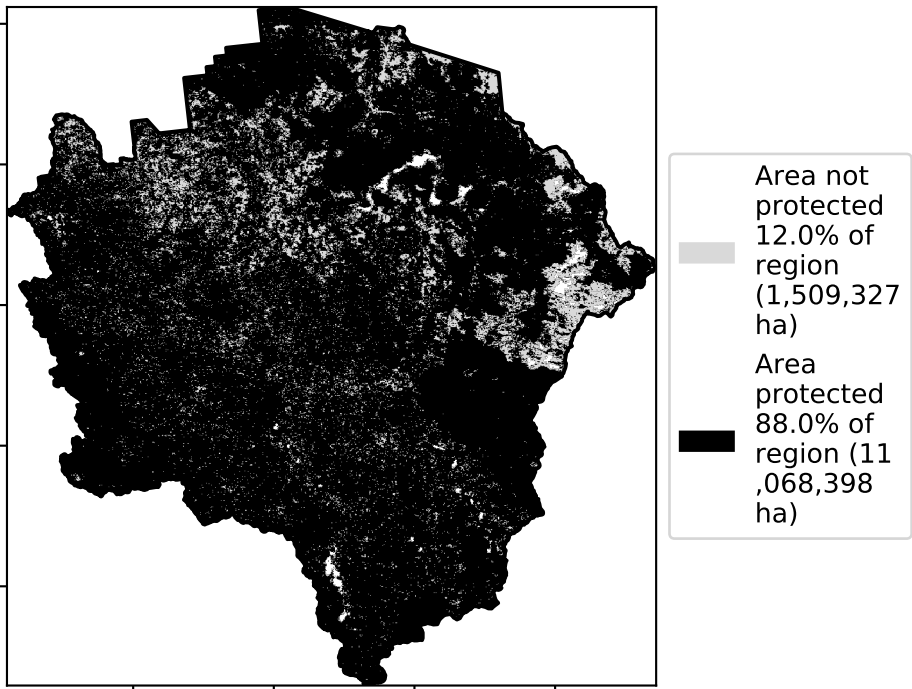 Area not
protected
12.0% of
region
(1,509,327
ha)
Area
protected
88.0% of
region (11
,068,398
ha)